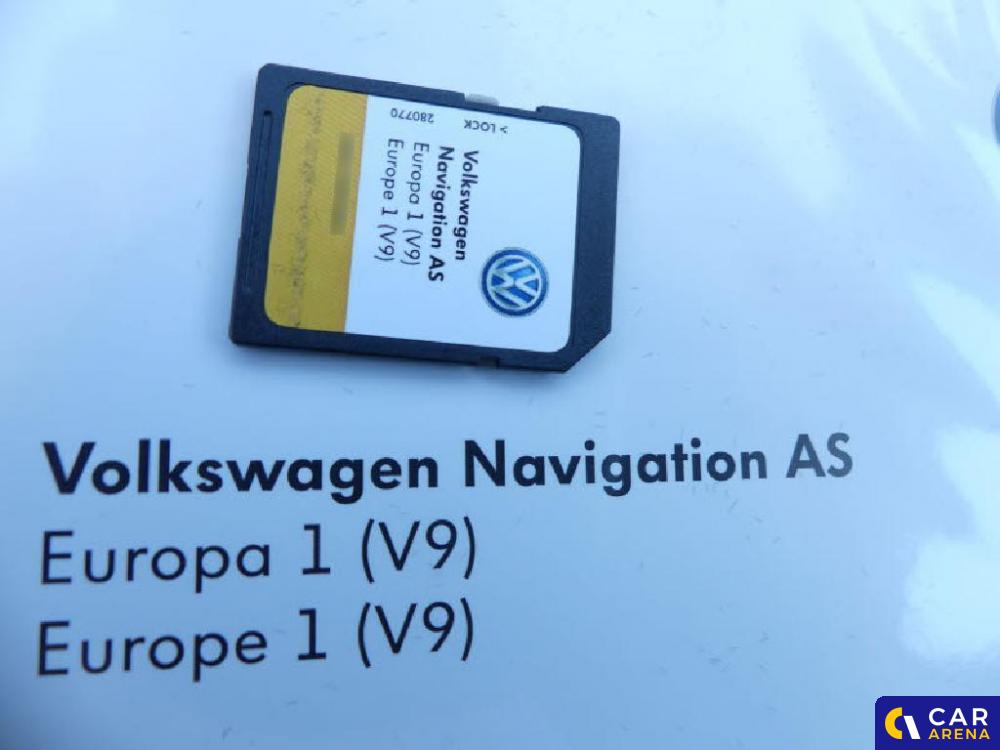 > LOCK
280770
Volkswagen
Navigation AS
Europa 1 (V9)
Europe 1 (V9)
Volkswagen Navigation AS
Europa 1 (V9)
Europe 1 (V9)
CAR
ARENA